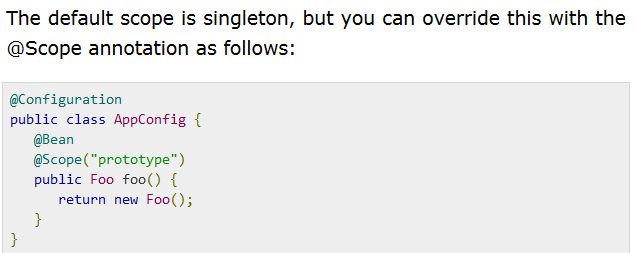 The default scope is singleton, but you can override this with the
@Scope annotation as follows:
@Configuration
public class AppConfig {
   @Bean
   @Scope("prototype")
   public Foo foo() {
      return new Foo();
   }
}